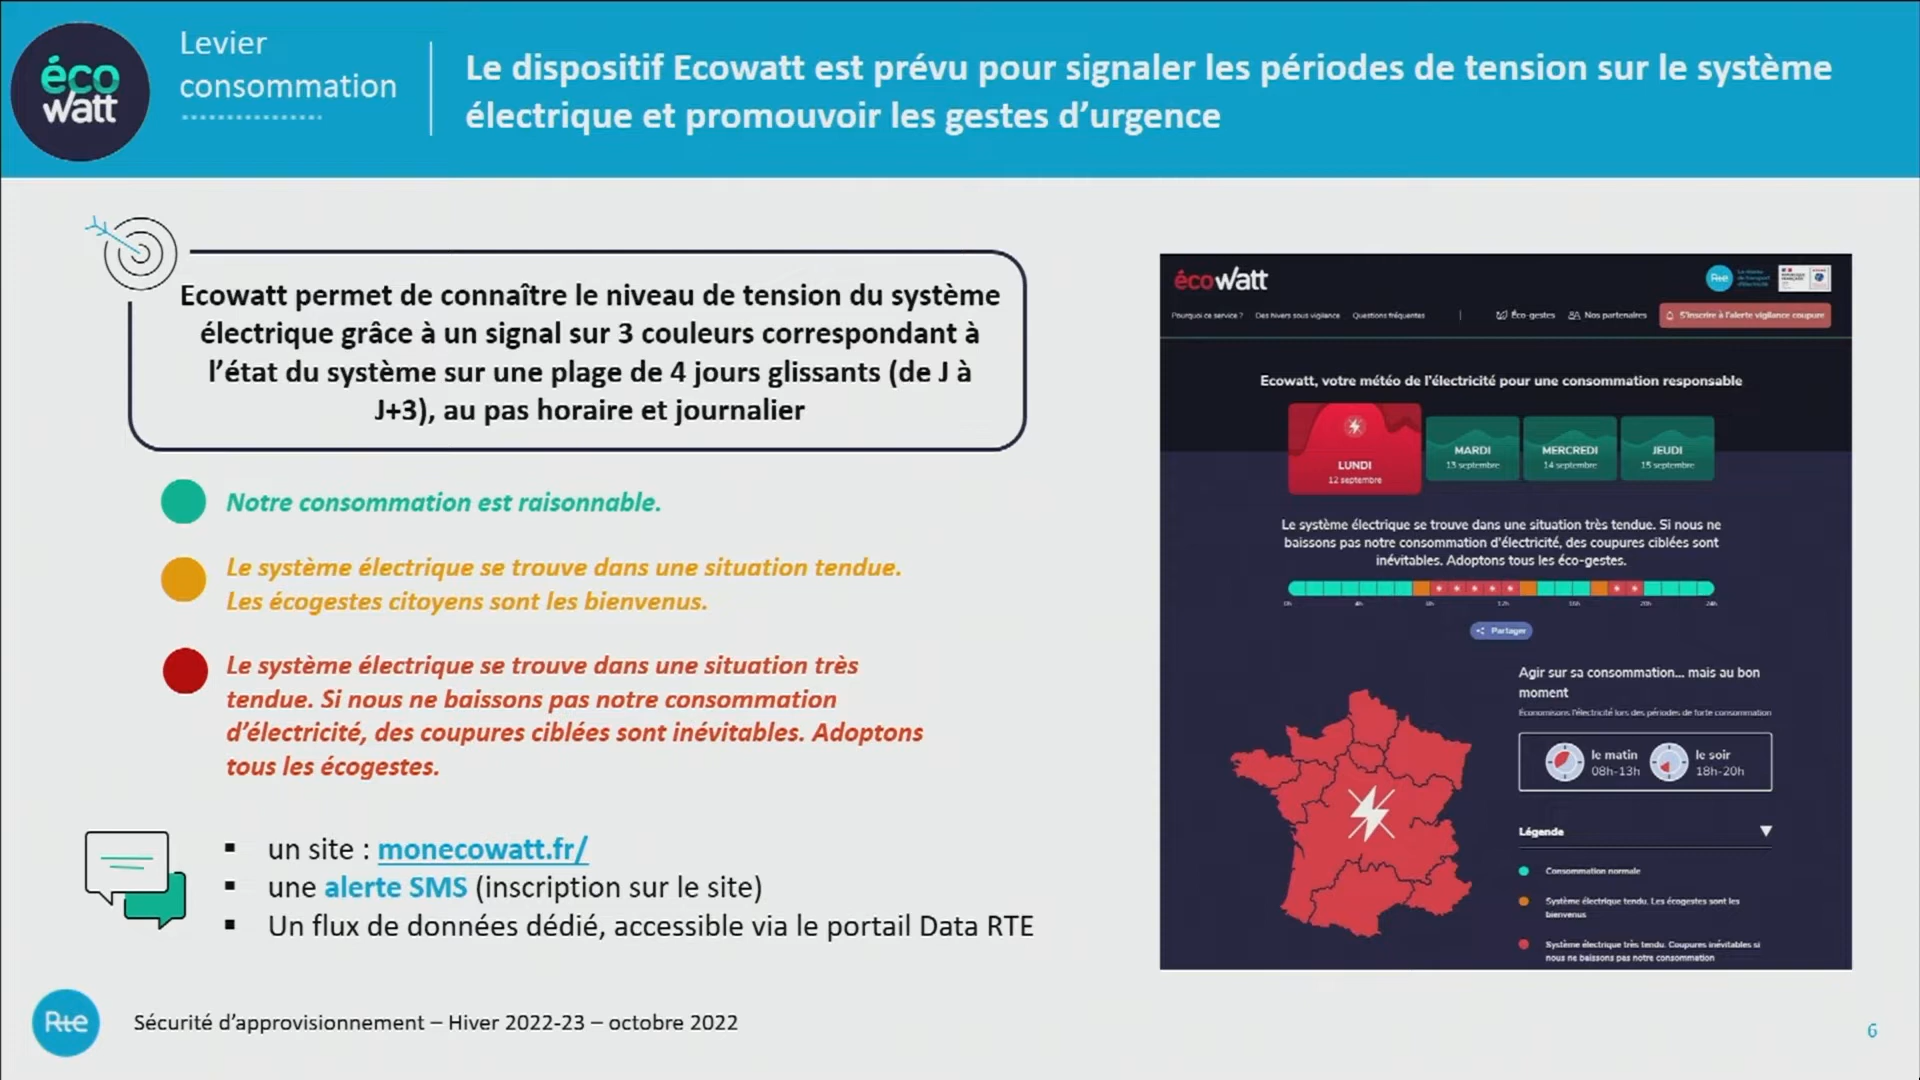 éco
watt
Levier
consommation
Le dispositif Ecowatt est prévu pour signaler les périodes de tension sur le système
électrique et promouvoir les gestes d’urgence
Ecowatt permet de connaître le niveau de tension du système
électrique grâce à un signal sur 3 couleurs correspondant à
l’état du système sur une plage de 4 jours glissants (de J à
J+3), au pas horaire et journalier
Notre consommation est raisonnable.
Le système électrique se trouve dans une situation tendue.
Les écogestes citoyens sont les bienvenus.
Le système électrique se trouve dans une situation très
tendue. Si nous ne baissons pas notre consommation
d’électricité, des coupures ciblées sont inévitables. Adoptons
tous les écogestes.
▪ un site : monecowatt.fr/
▪ une alerte SMS (inscription sur le site)
▪ Un flux de données dédié, accessible via le portail Data RTE
écowatt
Rte
Pourquoi ce service ? Des hivers sous vigilance Questions fréquentes | Éco-gestes Nos partenaires S'inscrire à l'alerte vigilance coupure
Ecowatt, votre météo de l'électricité pour une consommation responsable
LUNDI
12 septembre
MARDI
13 septembre
MERCREDI
14 septembre
JEUDI
15 septembre
Le système électrique se trouve dans une situation très tendue. Si nous ne
baissons pas notre consommation d'électricité, des coupures ciblées sont
inévitables. Adoptons tous les éco-gestes.
Partager
Agir sur sa consommation... mais au bon
moment
Économisons l'électricité lors des périodes de forte consommation
le matin
08h-13h
le soir
18h-20h
Légende
Consommation normale
Système électrique tendu. Les écogestes sont les
bienvenus
Système électrique très tendu. Coupures inévitables si
nous ne baissons pas notre consommation
Rte
Sécurité d’approvisionnement – Hiver 2022-23 – octobre 2022
6